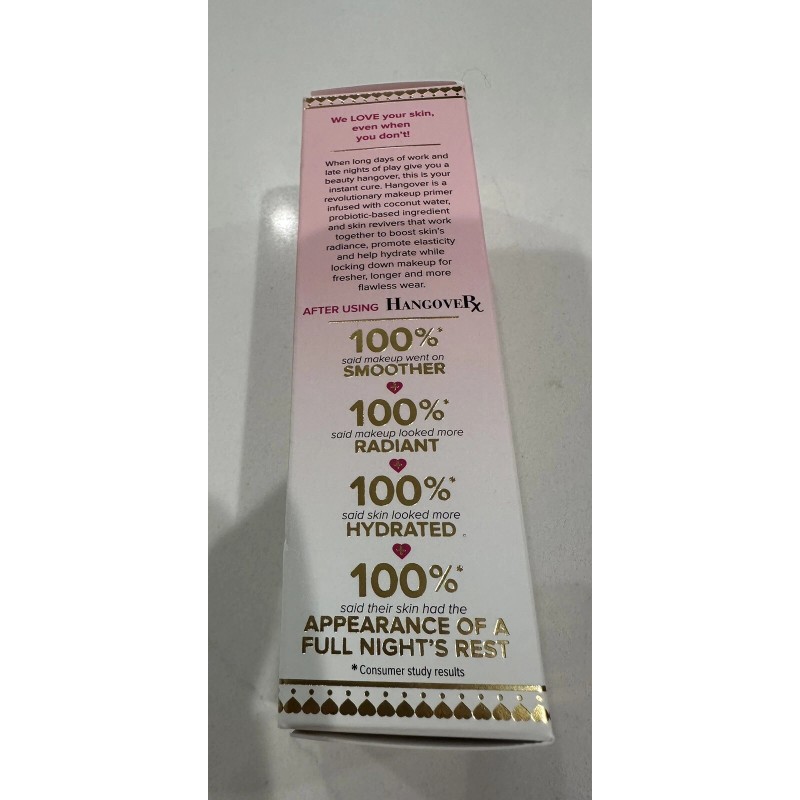 We LOVE your skin,
even when
you don't!
When long days of work and
late nights of play give you a
beauty hangover, this is your
instant cure. Hangover is a
revolutionary makeup primer
infused with coconut water,
probiotic-based ingredient
and skin revivers that work
together to boost skin's
radiance, promote elasticity
and help hydrate while
locking down makeup for
fresher, longer and more
flawless wear.
AFTER USING HANGOVERx
100%*
said makeup went on
SMOOTHER
100%*
said makeup looked more
RADIANT
100%*
said skin looked more
HYDRATED
100%*
said their skin had the
APPEARANCE OF A
FULL NIGHT'S REST
* Consumer study results